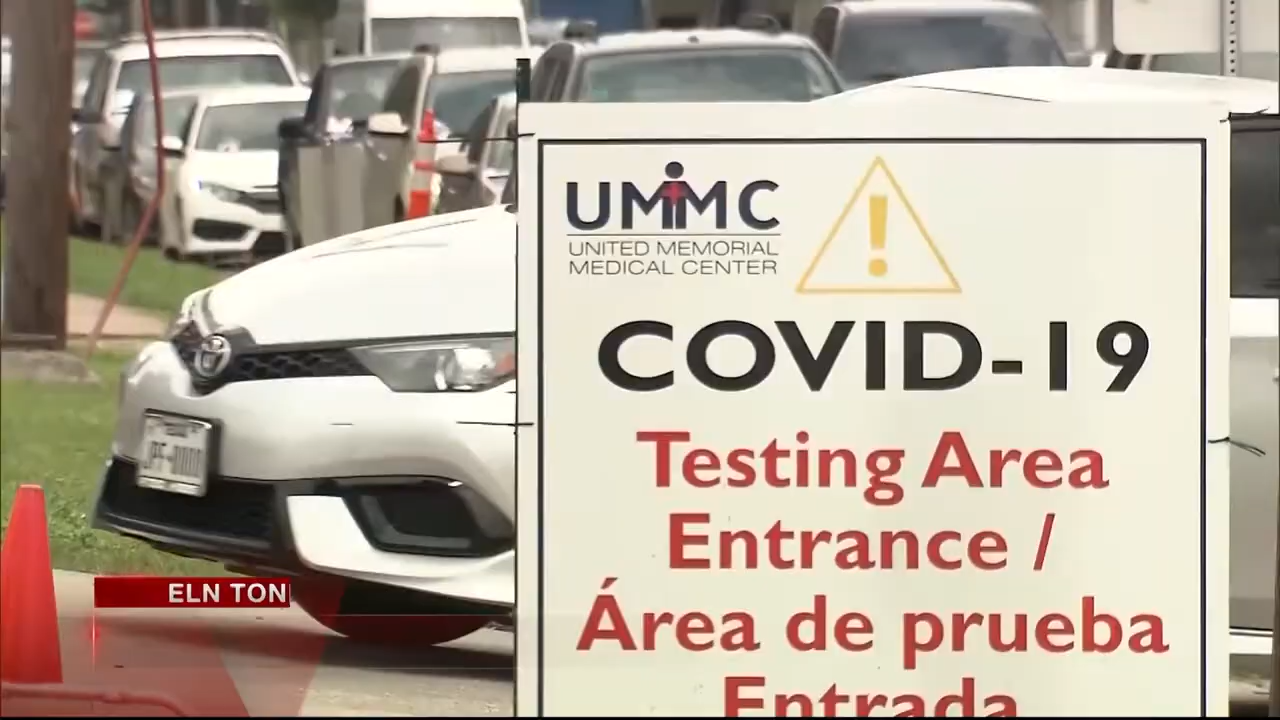 UMMC
UNITED MEMORIAL
MEDICAL CENTER
!
COVID-19
Testing Area
Entrance /
Área de prueba
Entrada
ELN TON